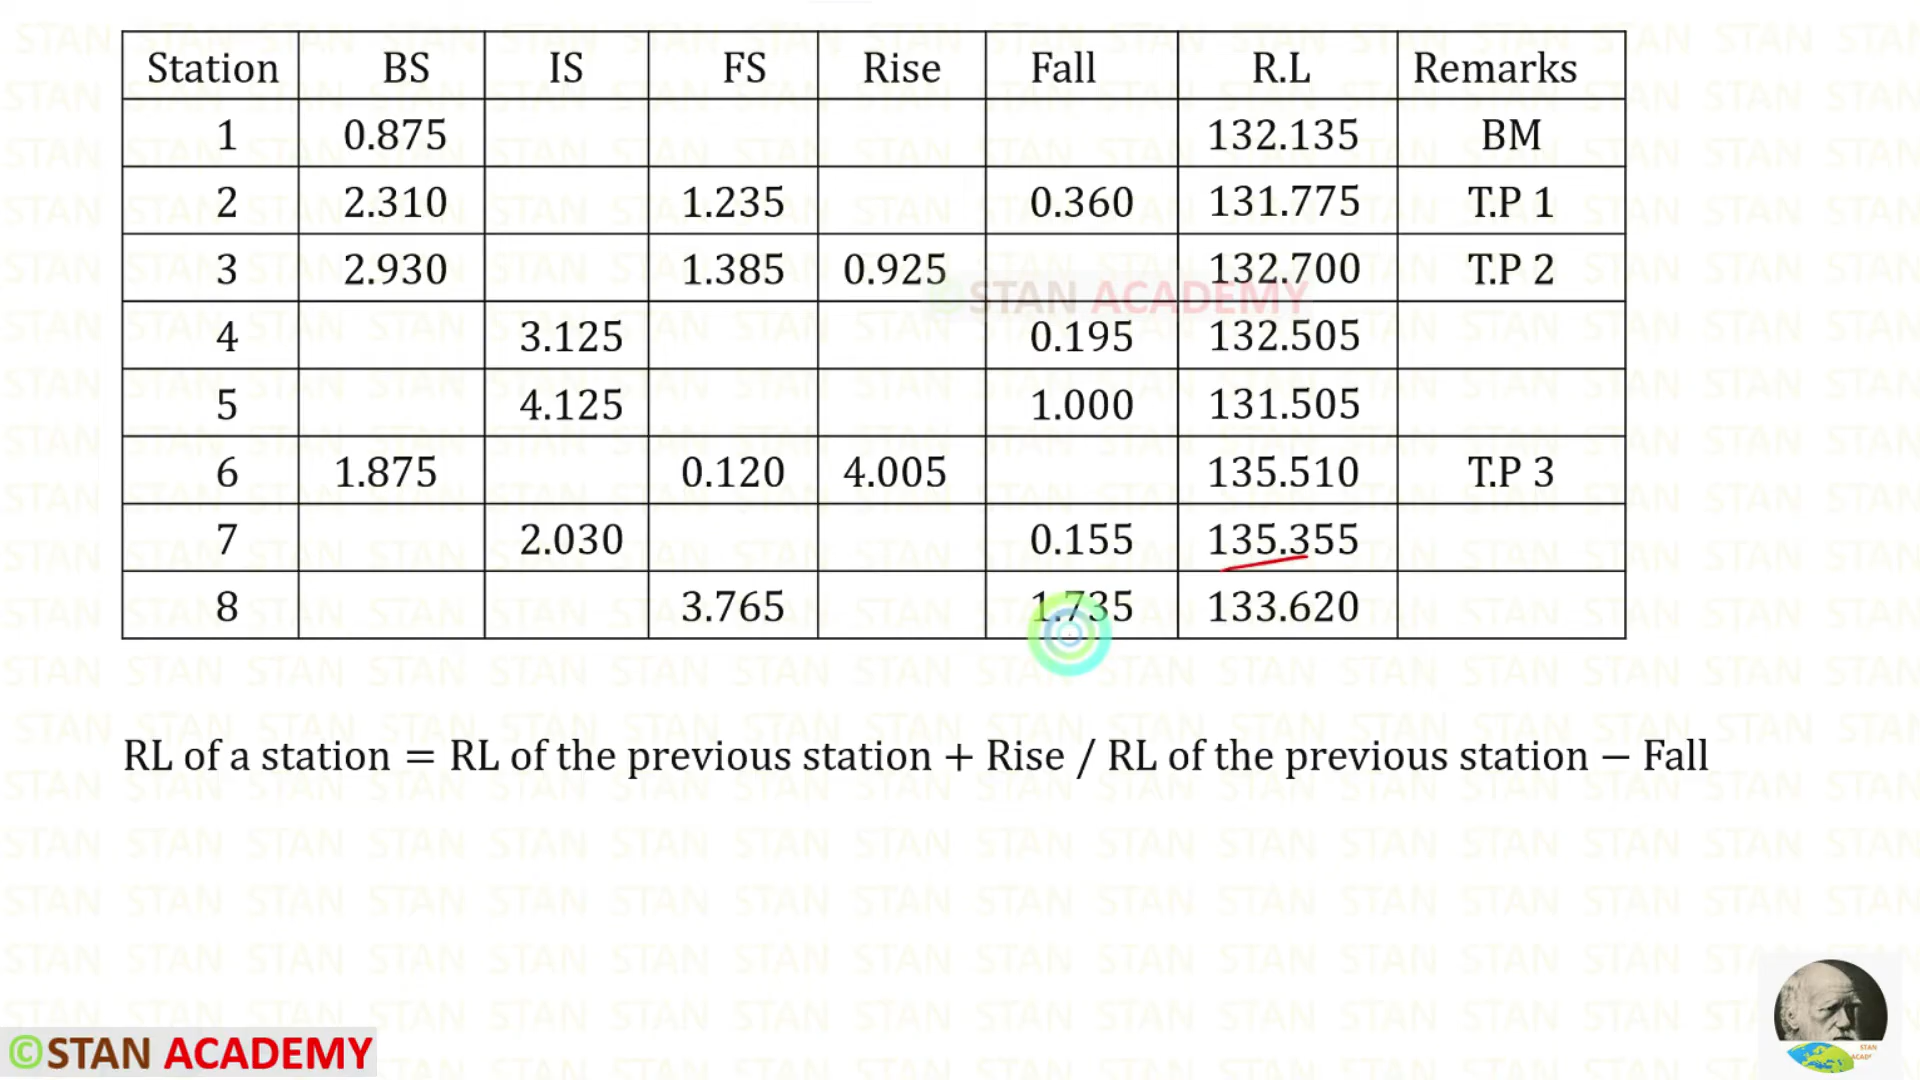 Station BS IS FS Rise Fall R.L Remarks
1 0.875 132.135 BM
2 2.310 1.235 0.360 131.775 T.P 1
3 2.930 1.385 0.925 132.700 T.P 2
©STAN ACADEMY
4 3.125 0.195 132.505
5 4.125 1.000 131.505
6 1.875 0.120 4.005 135.510 T.P 3
7 2.030 0.155 135.355
8 3.765 1.735 133.620
RL of a station = RL of the previous station + Rise / RL of the previous station − Fall
©STAN ACADEMY
STAN